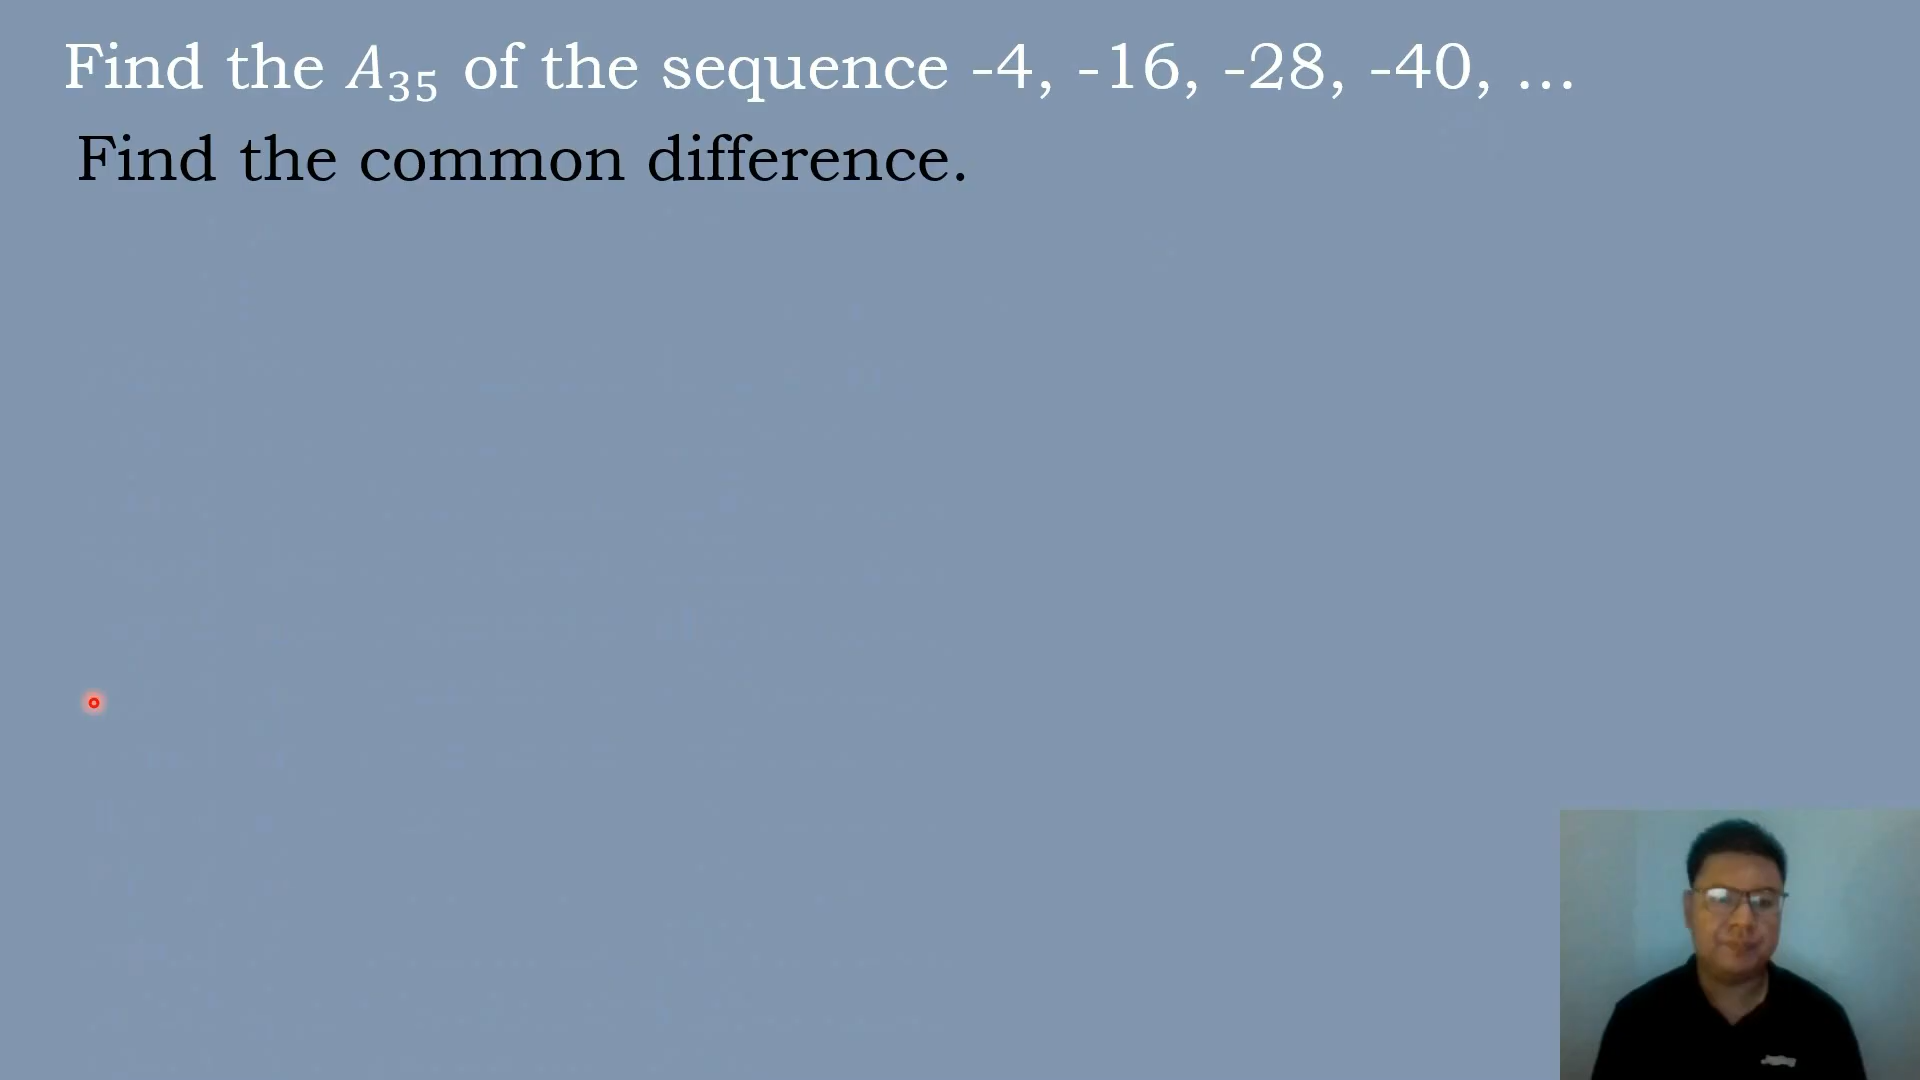 Find the A₃₅ of the sequence -4, -16, -28, -40, …
Find the common difference.